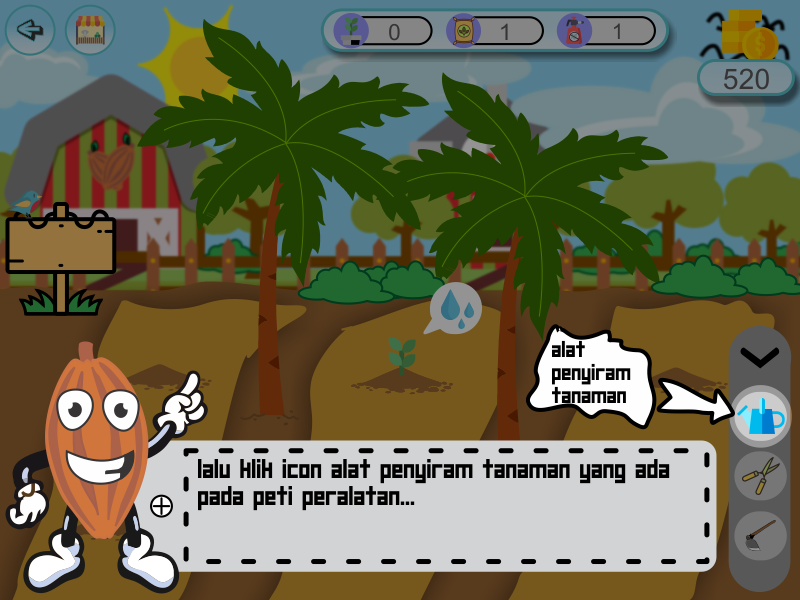 0
1
1
520
alat
penyiram
tanaman
lalu klik icon alat penyiram tanaman yang ada
pada peti peralatan...